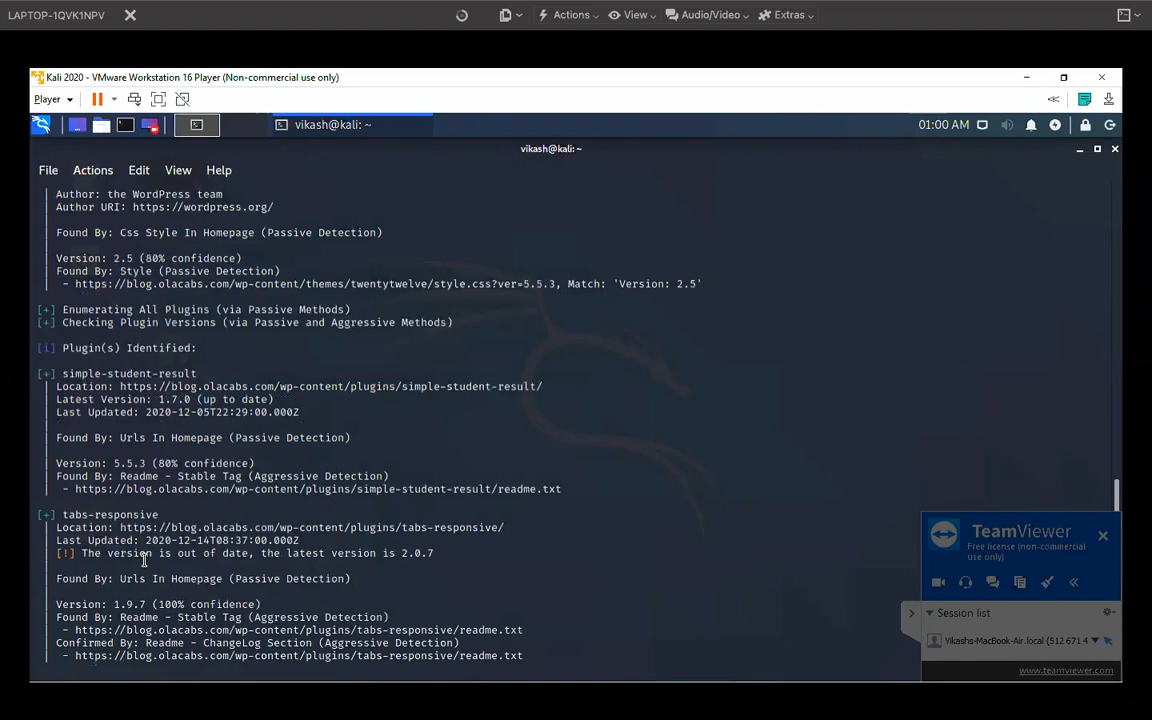 LAPTOP-1QVK1NPV
Actions
View
Audio/Video
Extras
Kali 2020 - VMware Workstation 16 Player (Non-commercial use only)
Player
vikash@kali: ~
01:00 AM
vikash@kali:~
File Actions Edit View Help
Author: the WordPress team
Author URI: https://wordpress.org/
Found By: Css Style In Homepage (Passive Detection)
Version: 2.5 (80% confidence)
Found By: Style (Passive Detection)
- https://blog.olacabs.com/wp-content/themes/twentytwelve/style.css?ver=5.5.3, Match: 'Version: 2.5'
[+] Enumerating All Plugins (via Passive Methods)
[+] Checking Plugin Versions (via Passive and Aggressive Methods)
[i] Plugin(s) Identified:
[+] simple-student-result
Location: https://blog.olacabs.com/wp-content/plugins/simple-student-result/
Latest Version: 1.7.0 (up to date)
Last Updated: 2020-12-05T22:29:00.000Z
Found By: Urls In Homepage (Passive Detection)
Version: 5.5.3 (80% confidence)
Found By: Readme - Stable Tag (Aggressive Detection)
- https://blog.olacabs.com/wp-content/plugins/simple-student-result/readme.txt
[+] tabs-responsive
Location: https://blog.olacabs.com/wp-content/plugins/tabs-responsive/
Last Updated: 2020-12-14T08:37:00.000Z
[!] The version is out of date, the latest version is 2.0.7
Found By: Urls In Homepage (Passive Detection)
Version: 1.9.7 (100% confidence)
Found By: Readme - Stable Tag (Aggressive Detection)
- https://blog.olacabs.com/wp-content/plugins/tabs-responsive/readme.txt
Confirmed By: Readme - ChangeLog Section (Aggressive Detection)
- https://blog.olacabs.com/wp-content/plugins/tabs-responsive/readme.txt
TeamViewer
Free license (non-commercial
use only)
Session list
Vikashs-MacBook-Air.local (512 671 4
www.teamviewer.com